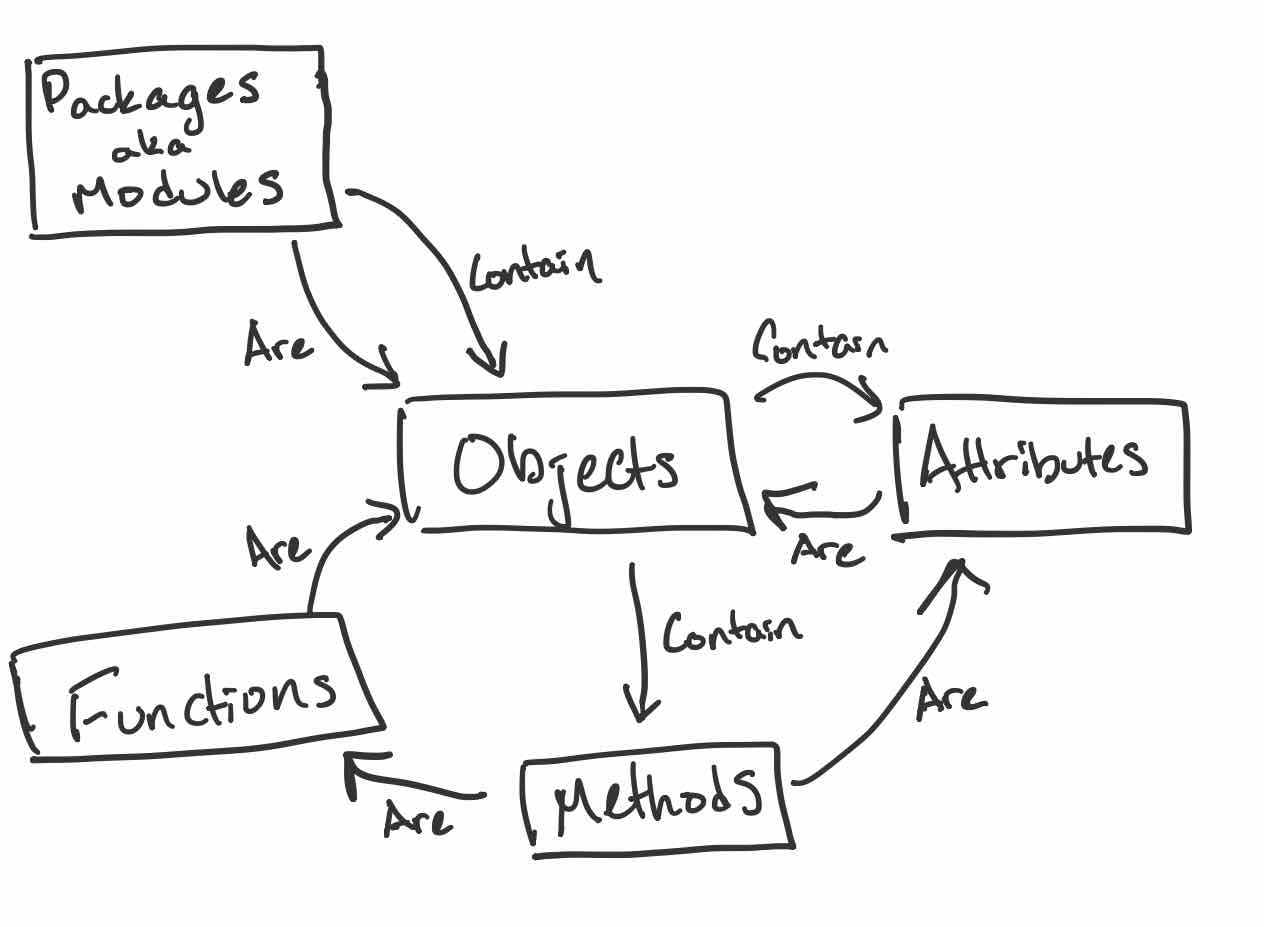 Packages
aka
Modules
Contain
Are
Contain
Objects
Attributes
Are
Are
Contain
Functions
Are
Methods
Are